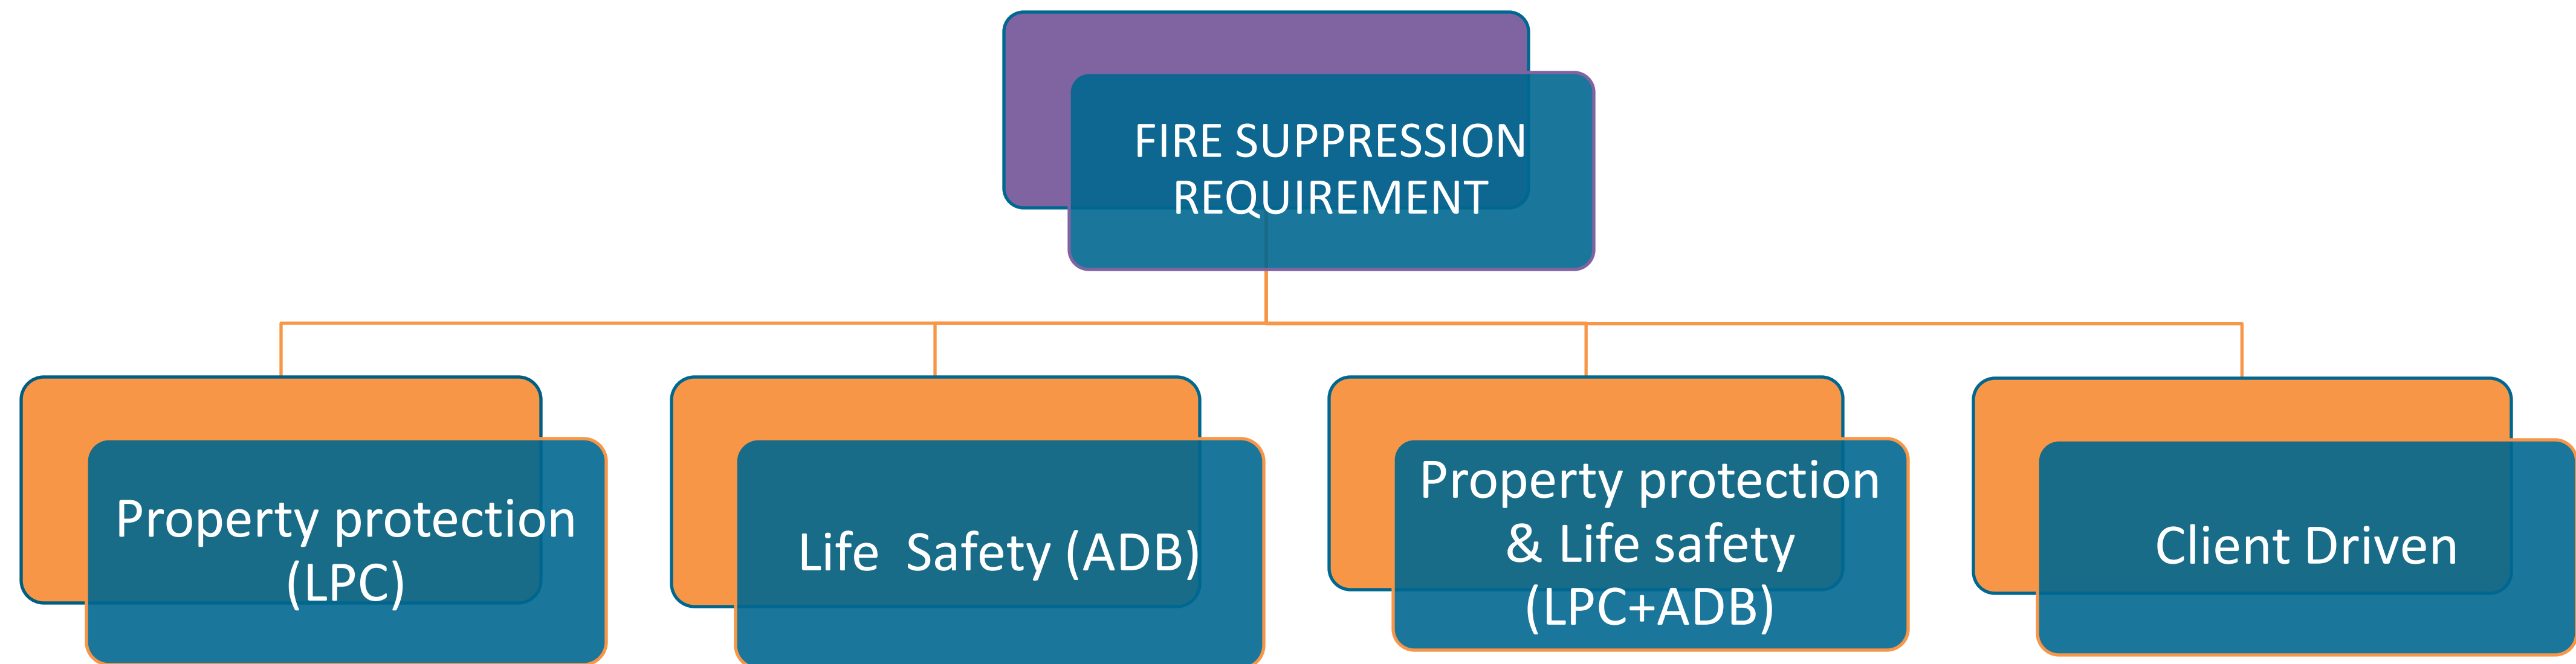 FIRE SUPPRESSION
REQUIREMENT
Property protection
(LPC)
Life  Safety (ADB)
Property protection
& Life safety
(LPC+ADB)
Client Driven